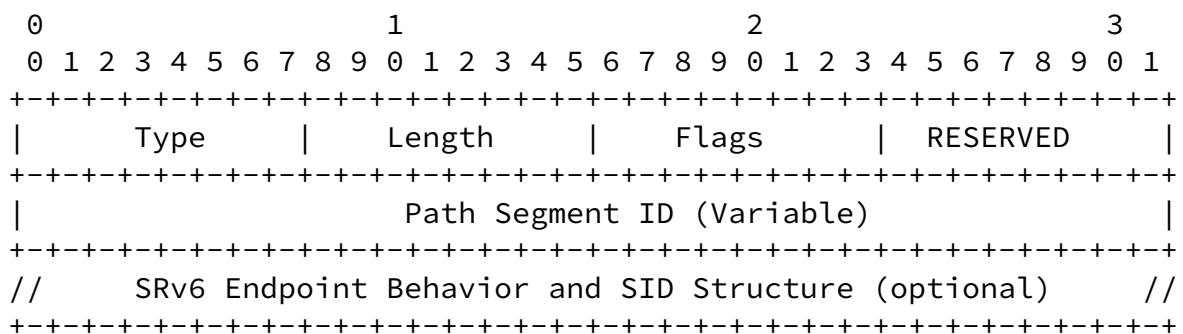 0                   1                   2                   3
 0 1 2 3 4 5 6 7 8 9 0 1 2 3 4 5 6 7 8 9 0 1 2 3 4 5 6 7 8 9 0 1
+-+-+-+-+-+-+-+-+-+-+-+-+-+-+-+-+-+-+-+-+-+-+-+-+-+-+-+-+-+-+-+-+
|      Type     |    Length     |    Flags      |  RESERVED     |
+-+-+-+-+-+-+-+-+-+-+-+-+-+-+-+-+-+-+-+-+-+-+-+-+-+-+-+-+-+-+-+-+
|                     Path Segment ID (Variable)                |
+-+-+-+-+-+-+-+-+-+-+-+-+-+-+-+-+-+-+-+-+-+-+-+-+-+-+-+-+-+-+-+-+
//      SRv6 Endpoint Behavior and SID Structure (optional)     //
+-+-+-+-+-+-+-+-+-+-+-+-+-+-+-+-+-+-+-+-+-+-+-+-+-+-+-+-+-+-+-+-+